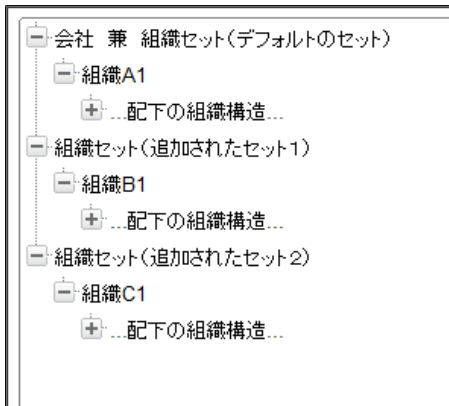 会社 兼 組織セット(デフォルトのセット)
組織A1
...配下の組織構造...
組織セット(追加されたセット1)
組織B1
...配下の組織構造...
組織セット(追加されたセット2)
組織C1
...配下の組織構造...